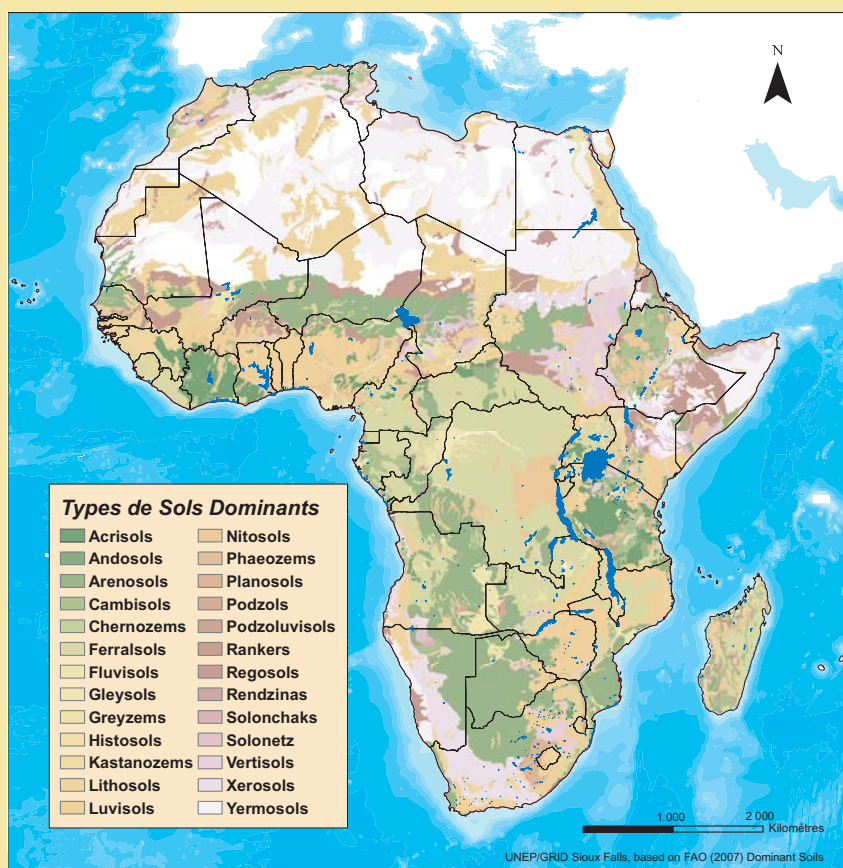 N
Types de Sols Dominants
Acrisols
Andosols
Arenosols
Cambisols
Chernozems
Ferralsols
Fluvisols
Gleysols
Greyzems
Histosols
Kastanozems
Lithosols
Luvisols
Nitosols
Phaeozems
Planosols
Podzols
Podzoluvisols
Rankers
Regosols
Rendzinas
Solonchaks
Solonetz
Vertisols
Xerosols
Yermosols
1 000
2 000
Kilomètres
UNEP/GRID Sioux Falls, based on FAO (2007) Dominant Soils